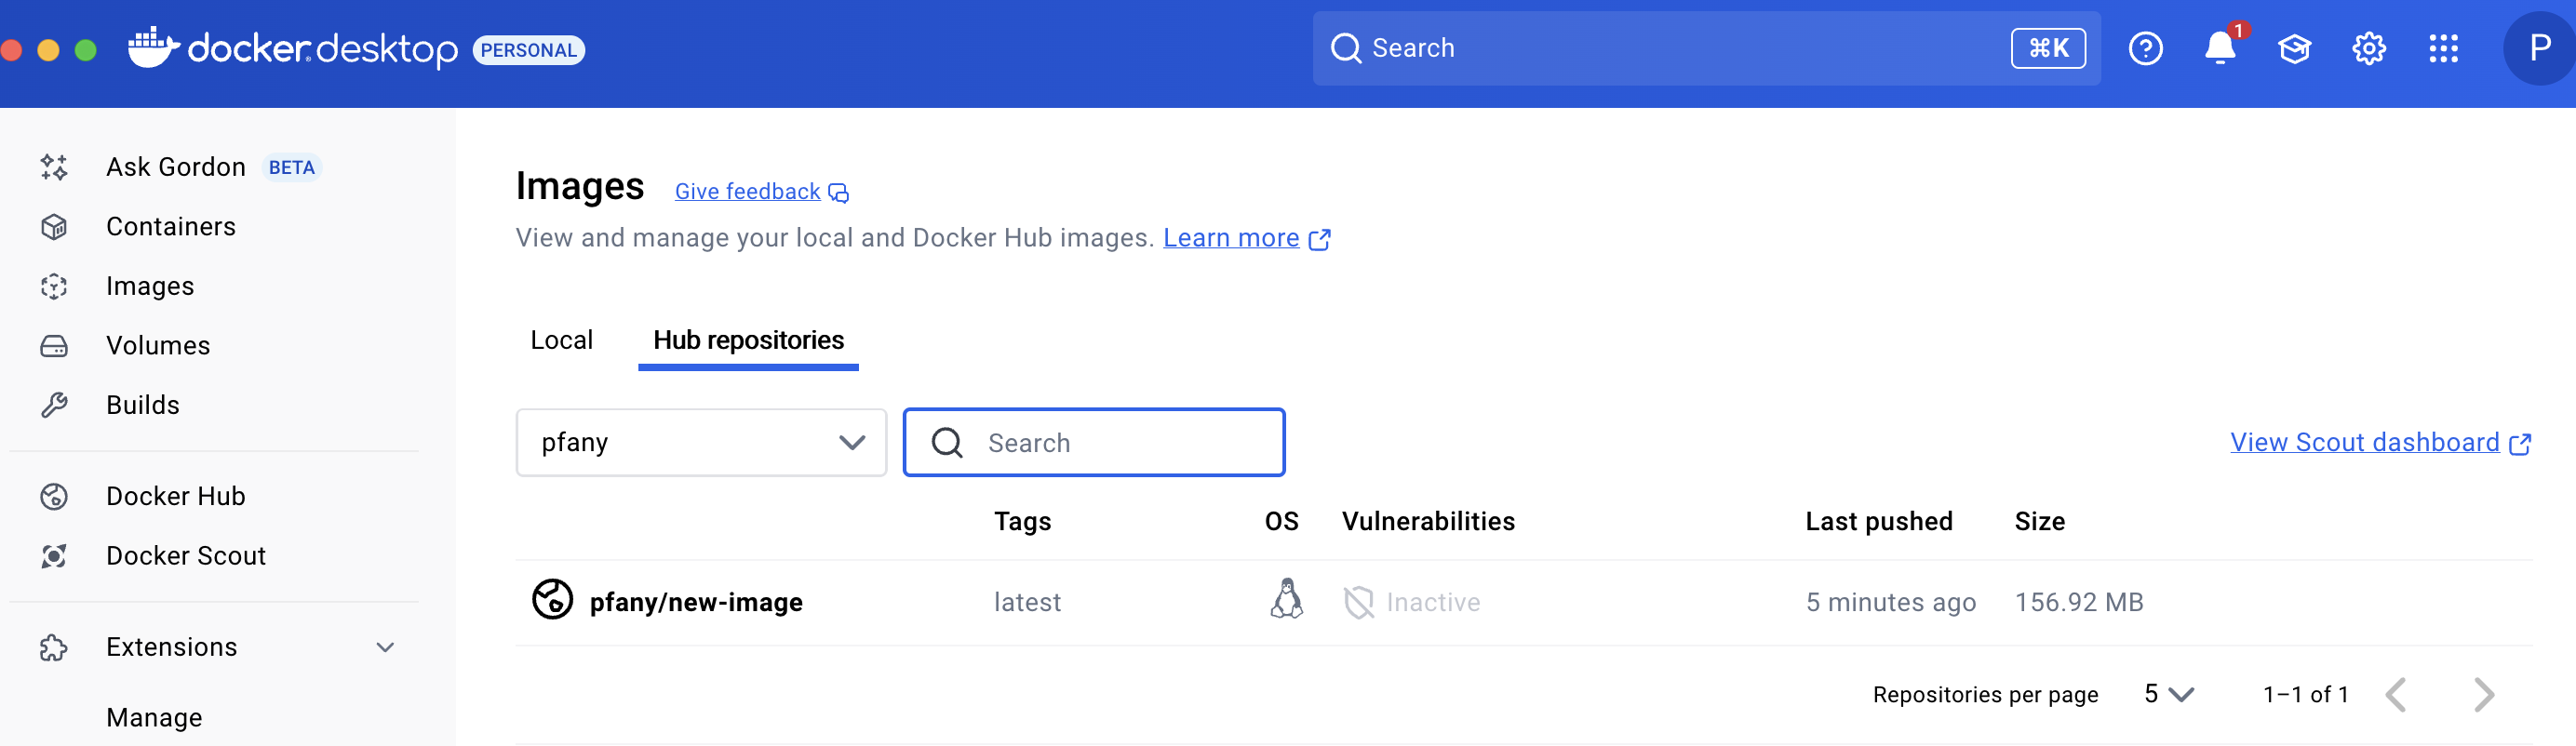 docker desktop PERSONAL
Search ⌘K
1
P
Ask Gordon BETA
Containers
Images
Volumes
Builds
Docker Hub
Docker Scout
Extensions
Manage
Images Give feedback
View and manage your local and Docker Hub images. Learn more
Local Hub repositories
pfany Search View Scout dashboard
Tags OS Vulnerabilities Last pushed Size
pfany/new-image latest Inactive 5 minutes ago 156.92 MB
Repositories per page 5 1–1 of 1